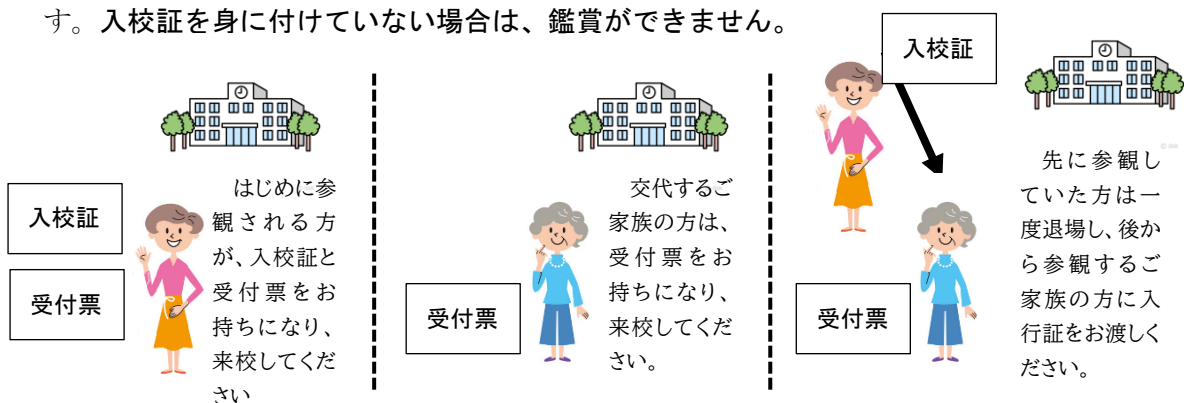 す。入校証を身に付けていない場合は、鑑賞ができません。
入校証
受付票
はじめに参
観される方
が、入校証と
受付票をお
持ちになり、
来校してくだ
さい
受付票
交代するご
家族の方は、
受付票をお
持ちになり、
来校してくだ
さい。
入校証
受付票
先に参観し
ていた方は一
度退場し、後か
ら参観するご
家族の方に入
行証をお渡しく
ださい。